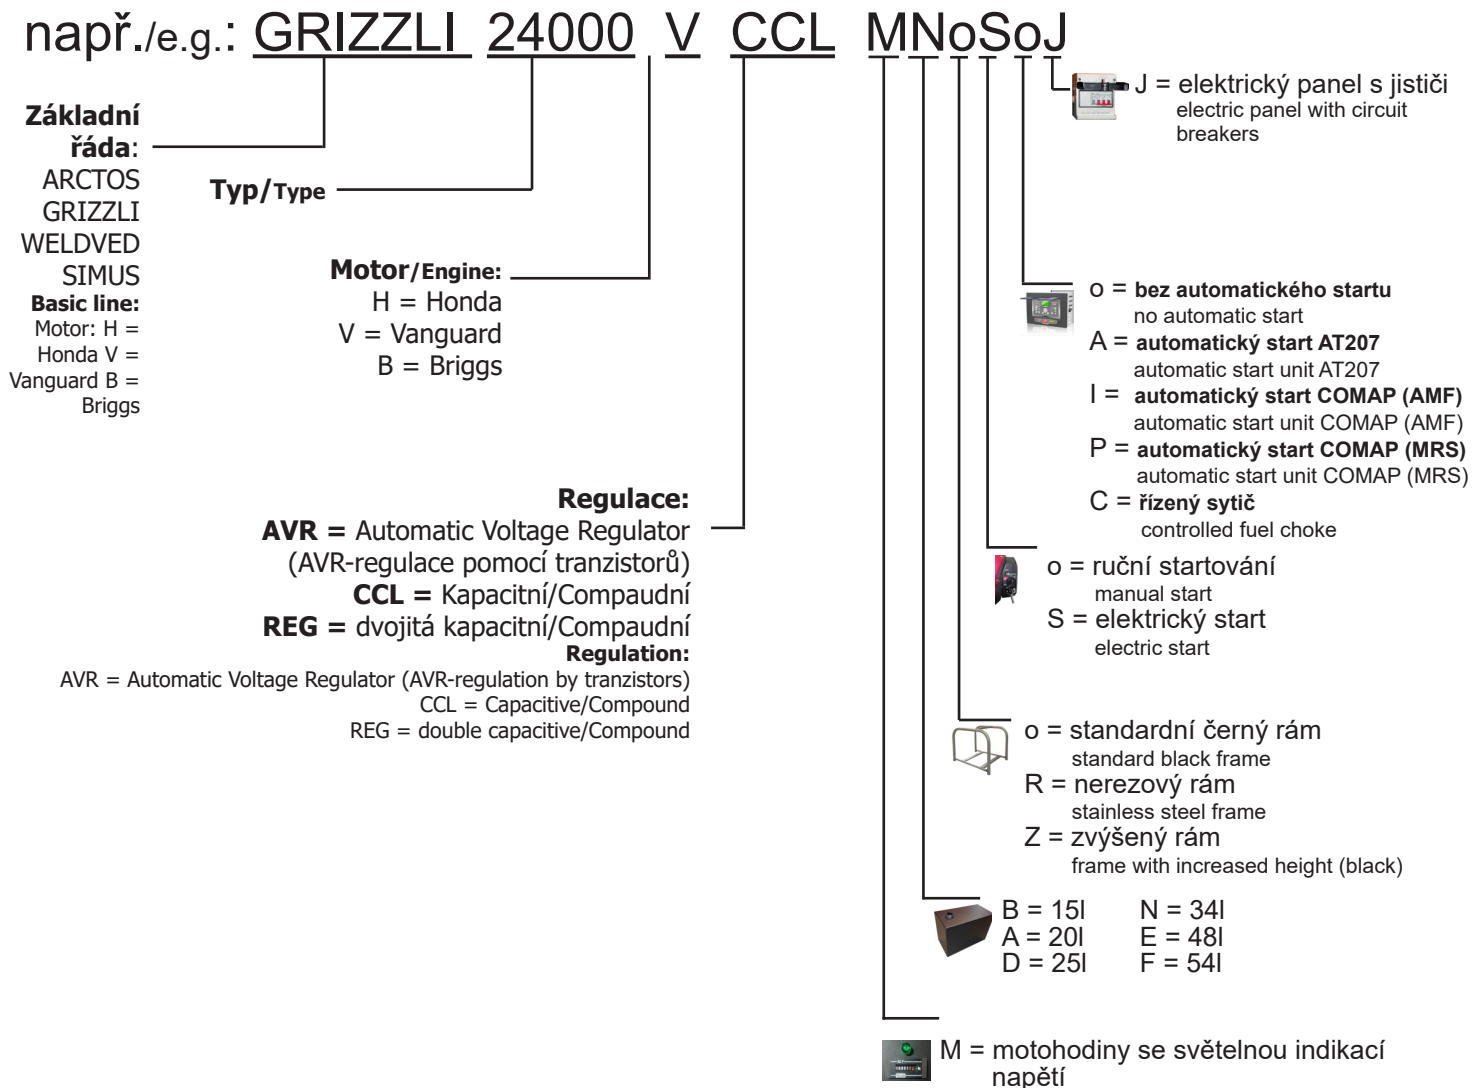 např./e.g.: GRIZZLI 24000 V CCL MNoSoJ
J = elektrický panel s jističi
electric panel with circuit
breakers
Základní
řáda:
ARCTOS
GRIZZLI
WELDVED
SIMUS
Basic line:
Motor: H =
Honda V =
Vanguard B =
Briggs
Typ/Type
Motor/Engine:
H = Honda
V = Vanguard
B = Briggs
Regulace:
AVR = Automatic Voltage Regulator
(AVR-regulace pomocí tranzistorů)
CCL = Kapacitní/Compaudní
REG = dvojitá kapacitní/Compaudní
Regulation:
AVR = Automatic Voltage Regulator (AVR-regulation by tranzistors)
CCL = Capacitive/Compound
REG = double capacitive/Compound
o = bez automatického startu
no automatic start
A = automatický start AT207
automatic start unit AT207
I = automatický start COMAP (AMF)
automatic start unit COMAP (AMF)
P = automatický start COMAP (MRS)
automatic start unit COMAP (MRS)
C = řízený sytič
controlled fuel choke
o = ruční startování
manual start
S = elektrický start
electric start
o = standardní černý rám
standard black frame
R = nerezový rám
stainless steel frame
Z = zvýšený rám
frame with increased height (black)
B = 15l N = 34l
A = 20l E = 48l
D = 25l F = 54l
M = motohodiny se světelnou indikací
napětí